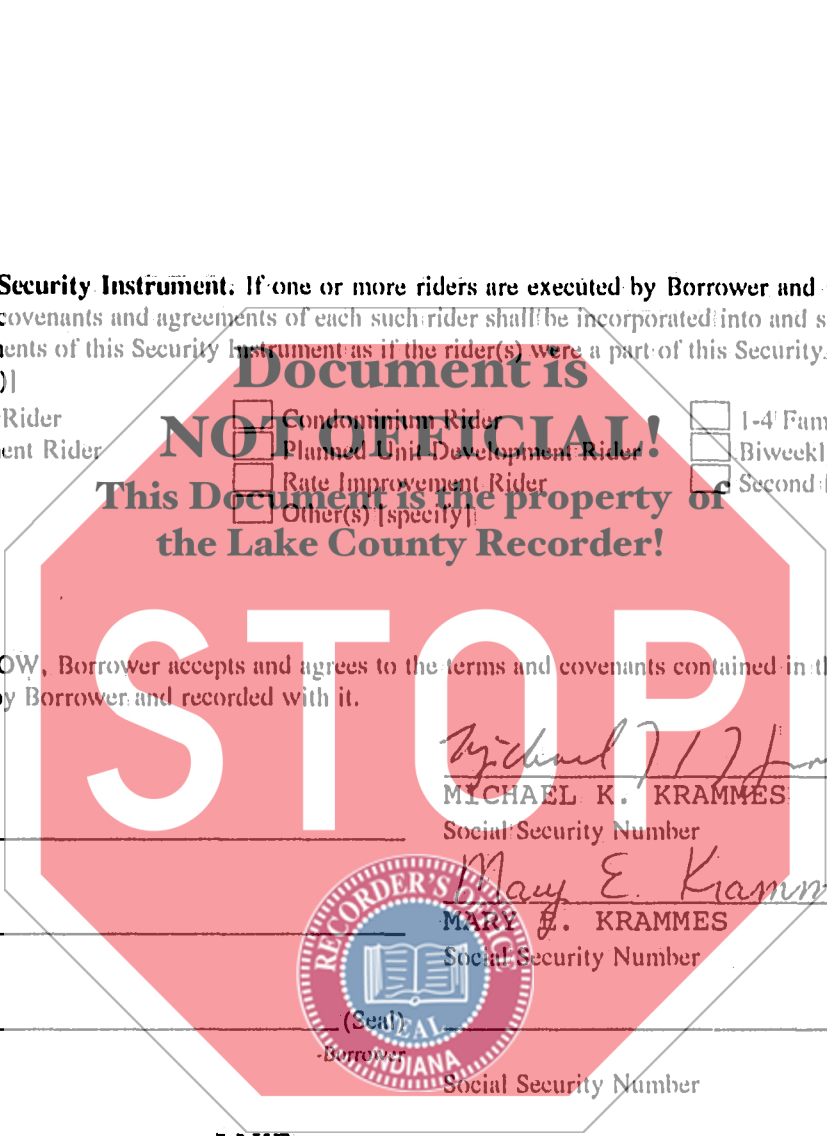 Security Instrument. If one or more riders are executed by Borrower and
covenants and agreements of each such rider shall be incorporated into and s
ents of this Security Instrument as if the rider(s) were a part of this Security
)]
Rider Condominium Rider 1-4 Fam
ent Rider Planned Unit Development Rider Biweekl
Rate Improvement Rider Second
Other(s) [specify]
Document is
NOT OFFICIAL!
This Document is the property of
the Lake County Recorder!
STOP
OW, Borrower accepts and agrees to the terms and covenants contained in th
y Borrower and recorded with it.
Michael
MICHAEL K. KRAMMES
Social Security Number
Mary E. Kramm
MARY E. KRAMMES
Social Security Number
(Seal)
-Borrower
Social Security Number
RECORDER'S OFFICE
SEAL
INDIANA